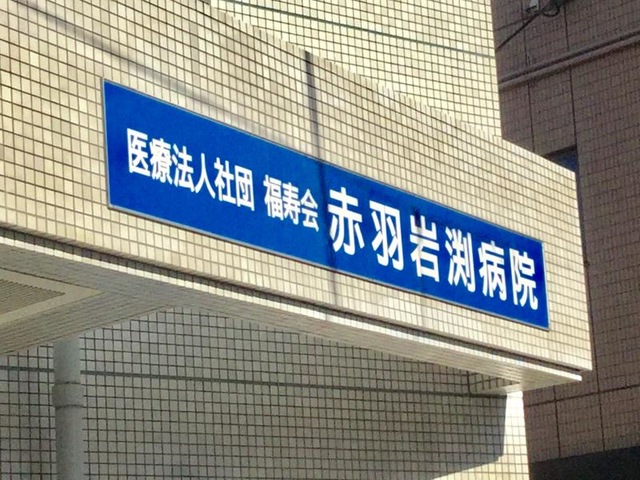 医療法人社団 福寿会 赤羽岩渕病院